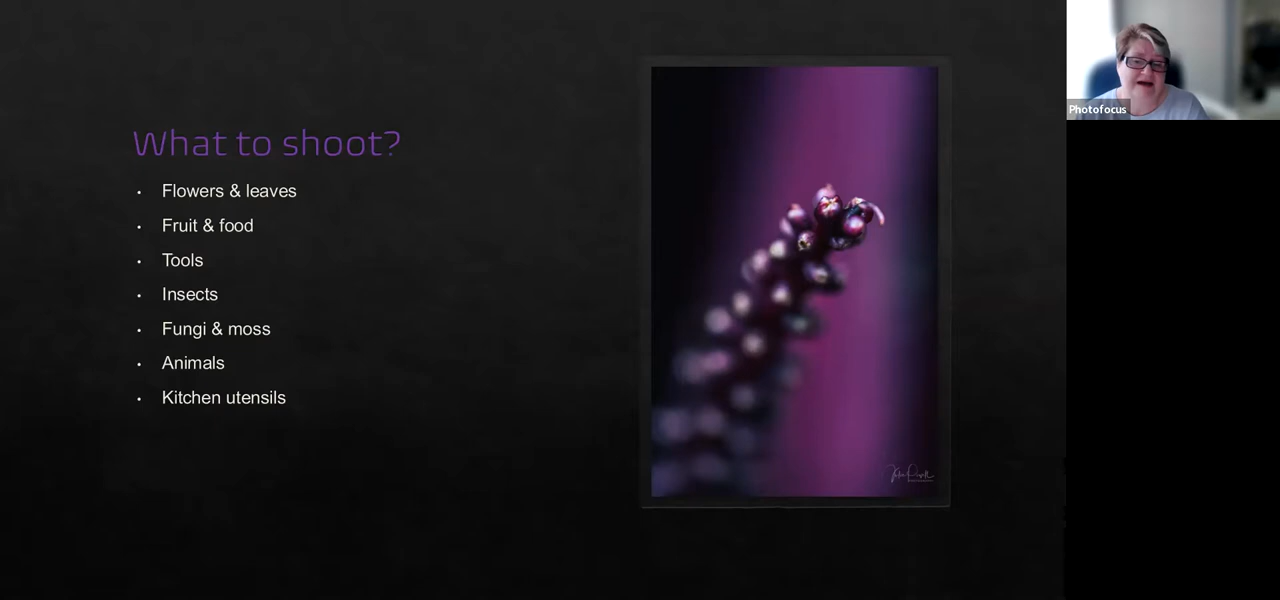 What to shoot?
Flowers & leaves
Fruit & food
Tools
Insects
Fungi & moss
Animals
Kitchen utensils
Photofocus